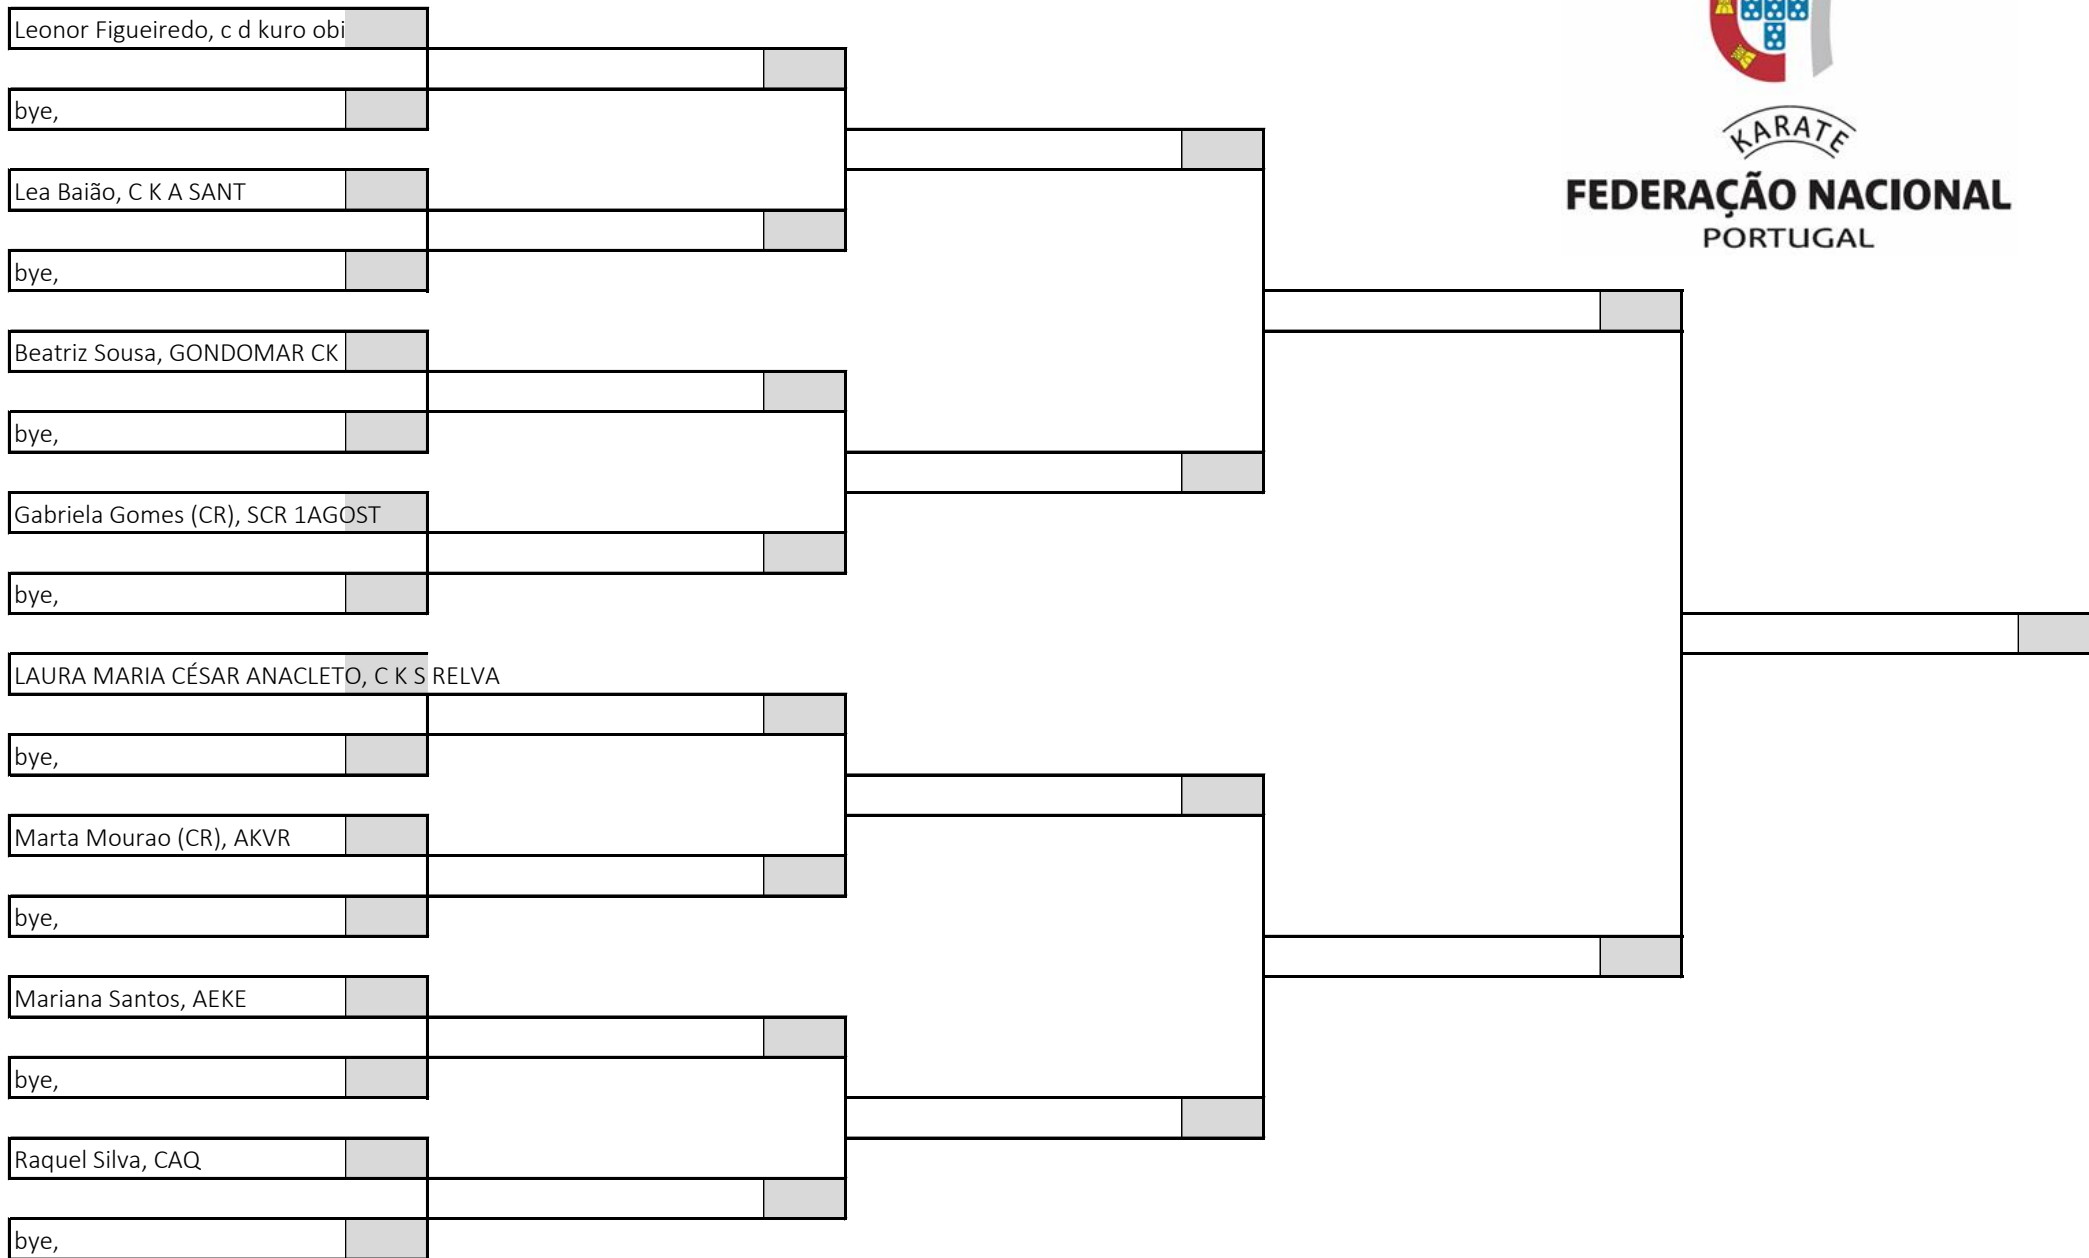 Leonor Figueiredo, c d kuro obi
bye,
Lea Baião, C K A SANT
bye,
Beatriz Sousa, GONDOMAR CK
bye,
Gabriela Gomes (CR), SCR 1AGOST
bye,
LAURA MARIA CÉSAR ANACLETO, C K S RELVA
bye,
Marta Mourao (CR), AKVR
bye,
Mariana Santos, AEKE
bye,
Raquel Silva, CAQ
bye,
KARATE
FEDERAÇÃO NACIONAL
PORTUGAL